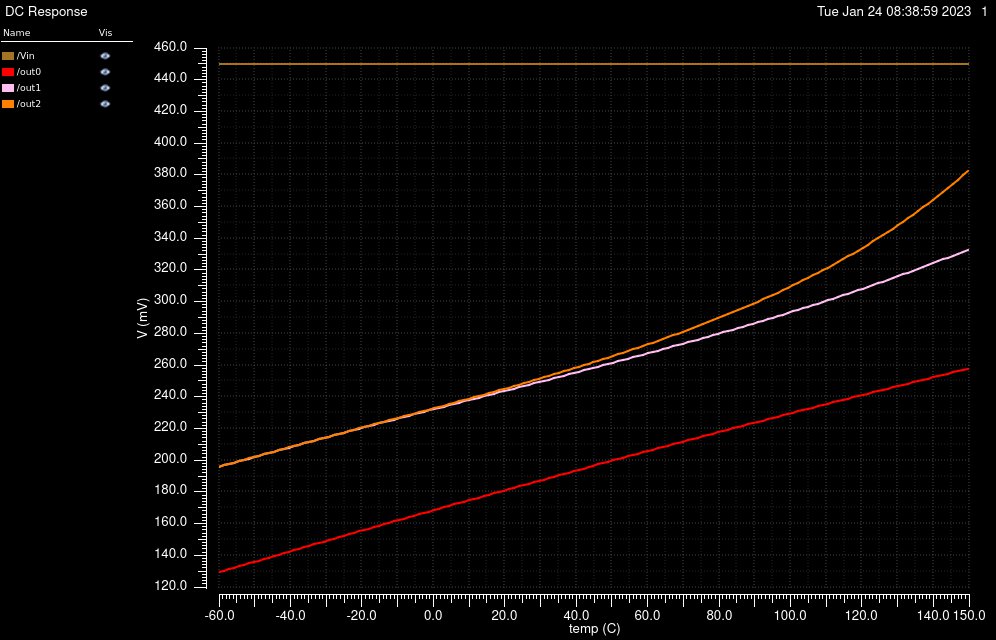 DC Response
Tue Jan 24 08:38:59 2023 1
Name Vis
/Vin
/out0
/out1
/out2
460.0
440.0
420.0
400.0
380.0
360.0
340.0
320.0
300.0
280.0
260.0
240.0
220.0
200.0
180.0
160.0
140.0
120.0
V (mV)
-60.0 -40.0 -20.0 0.0 20.0 40.0 60.0 80.0 100.0 120.0 140.0 150.0
temp (C)